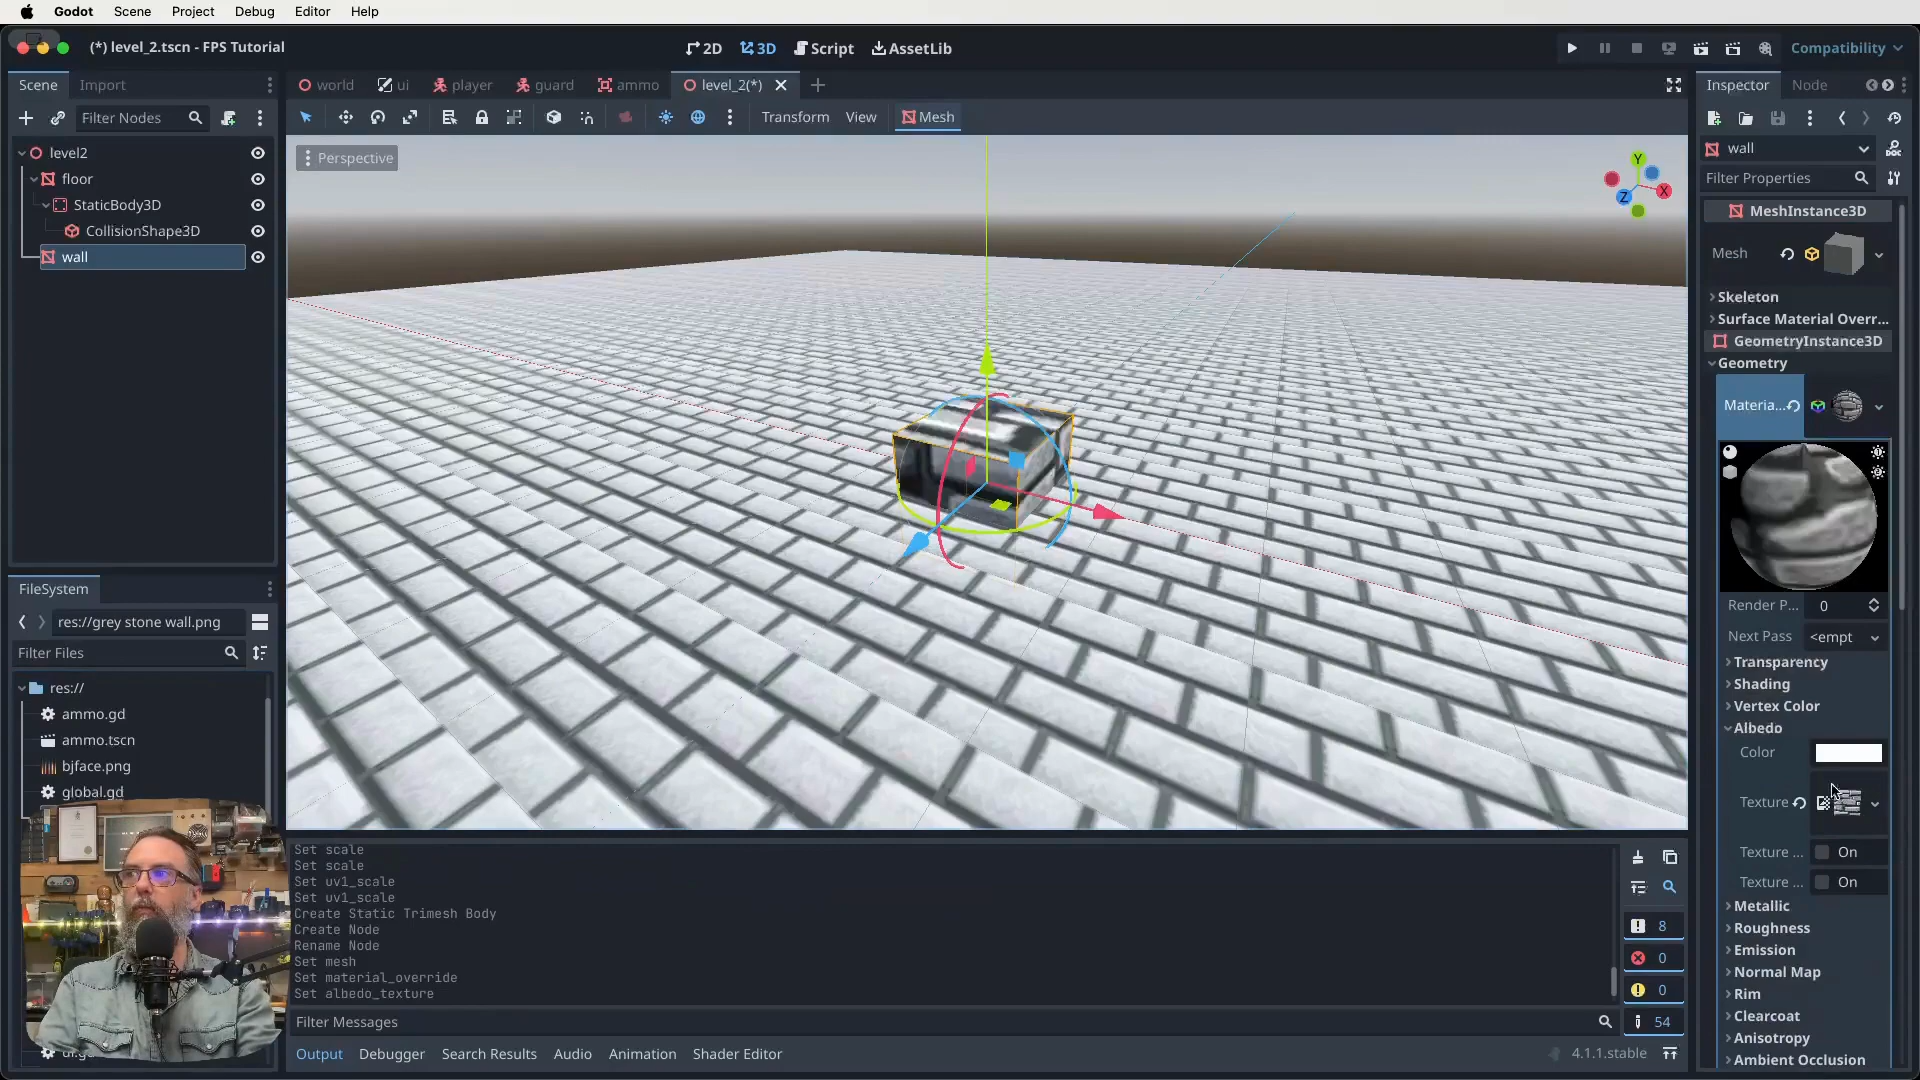 Godot Scene Project Debug Editor Help
(*) level_2.tscn - FPS Tutorial
2D 3D Script AssetLib
Compatibility
Scene Import
Filter Nodes
level2
floor
StaticBody3D
CollisionShape3D
wall
world ui player guard ammo level_2(*)
Transform View Mesh
Perspective
Y
X
Z
FileSystem
res://grey stone wall.png
Filter Files
res://
ammo.gd
ammo.tscn
bjface.png
global.gd
Set scale
Set scale
Set uv1_scale
Set uv1_scale
Create Static Trimesh Body
Create Node
Rename Node
Set mesh
Set material_override
Set albedo_texture
8
0
0
54
Filter Messages
Output Debugger Search Results Audio Animation Shader Editor
4.1.1.stable
Inspector Node
wall
Filter Properties
MeshInstance3D
Mesh
Skeleton
Surface Material Overr...
GeometryInstance3D
Geometry
Materia...
Render P... 0
Next Pass <empt
Transparency
Shading
Vertex Color
Albedo
Color
Texture
Texture ... On
Texture ... On
Metallic
Roughness
Emission
Normal Map
Rim
Clearcoat
Anisotropy
Ambient Occlusion